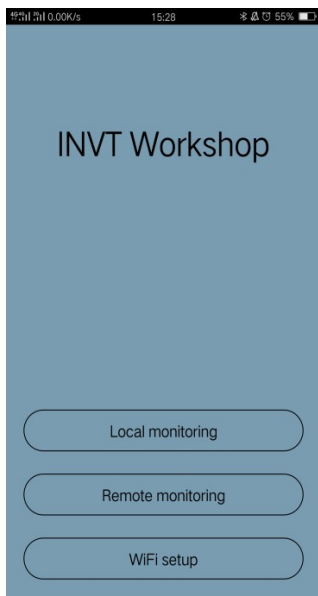 0.00K/s 15:28 55%
INVT Workshop
Local monitoring
Remote monitoring
WiFi setup